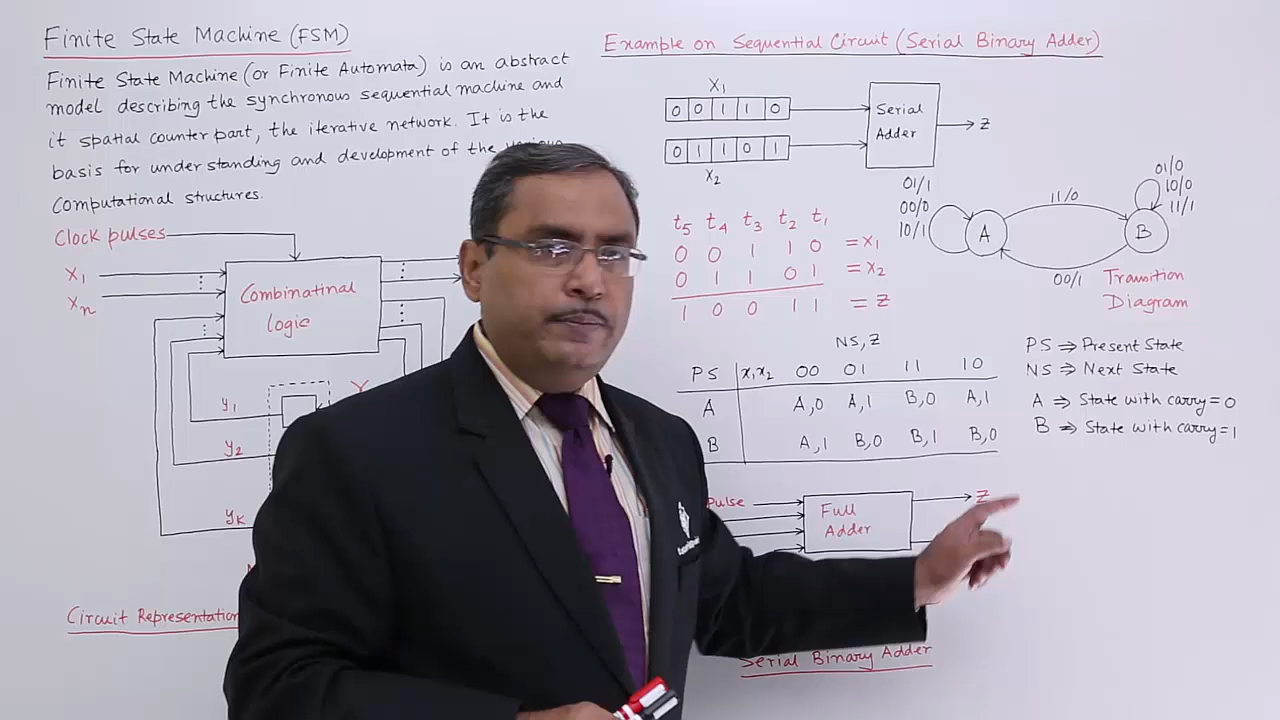 Finite State Machine (FSM)
Finite State Machine (or Finite Automata) is an abstract
model describing the synchronous sequential machine and
it spatial counter part, the iterative network. It is the
basis for understanding and development of the
Computational structures.
Clock pulses
x1
xn
Combinatinal
logic
y1
Y
y2
yk
Circuit Representation
Example on Sequential Circuit (Serial Binary Adder)
X1
0 0 1 1 0
0 1 1 0 1
X2
Serial
Adder
Z
t5 t4 t3 t2 t1
0 0 1 1 0 = x1
0 1 1 0 1 = x2
1 0 0 1 1 = Z
01/1
00/0
10/1
A
11/0
B
01/0
10/0
11/1
00/1
Transition
Diagram
NS, Z
PS x1x2 00 01 11 10
A A,0 A,1 B,0 A,1
B A,1 B,0 B,1 B,0
PS ⇒ Present State
NS ⇒ Next State
A ⇒ State with carry = 0
B ⇒ State with carry = 1
Pulse
Full
Adder
Z
Serial Binary Adder